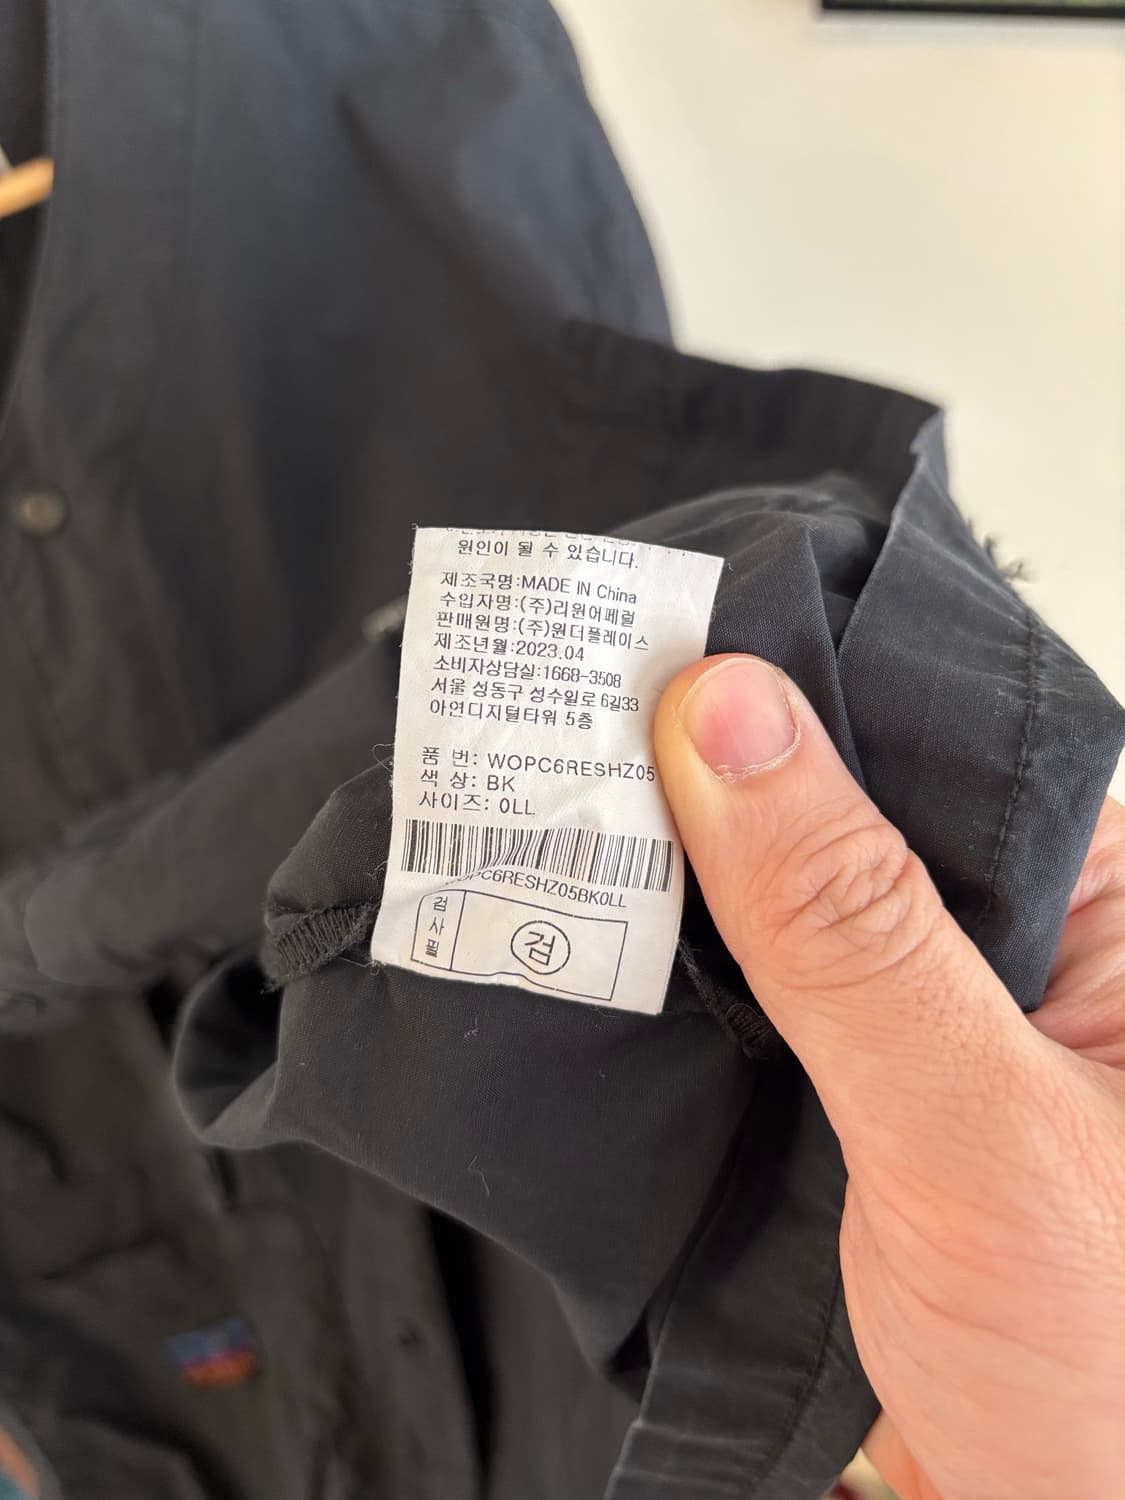 원인이 될 수 있습니다.
제조국명:MADE IN China
수입자명:(주)리원어페럴
판매원명:(주)원더플레이스
제조년월:2023.04
소비자상담실:1668-3508
서울 성동구 성수일로 6길33
아연디지털타워 5층
품 번: WOPC6RESHZ05
색 상: BK
사이즈: 0LL
WOPC6RESHZ05BK0LL
검사필
검